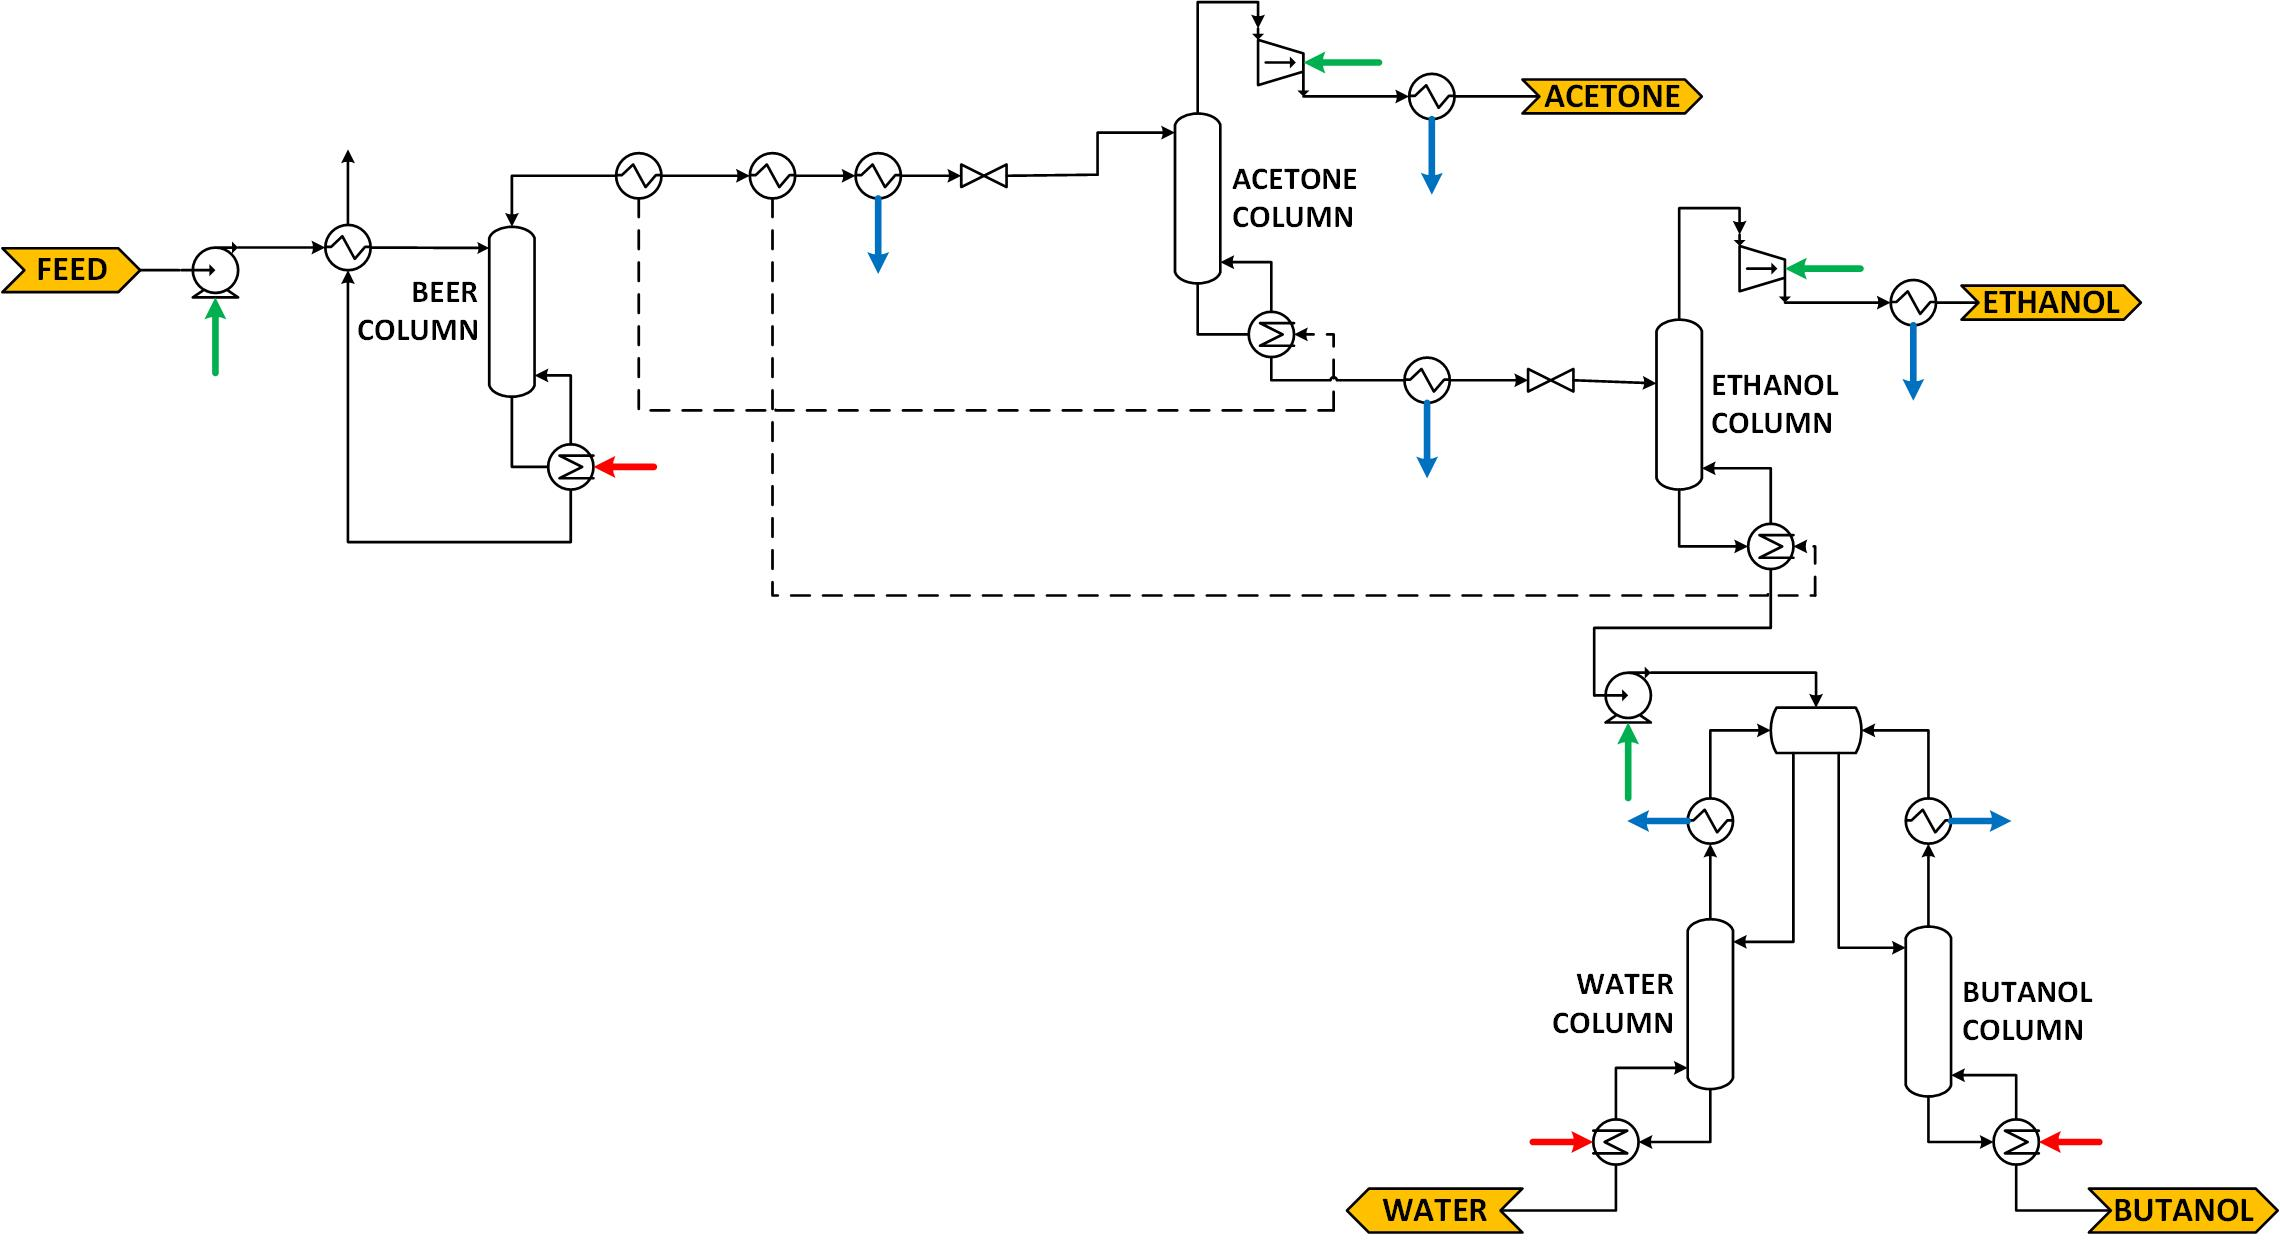 ACETONE
ACETONE
COLUMN
FEED
BEER
COLUMN
ETHANOL
ETHANOL
COLUMN
WATER
COLUMN
BUTANOL
COLUMN
WATER
BUTANOL